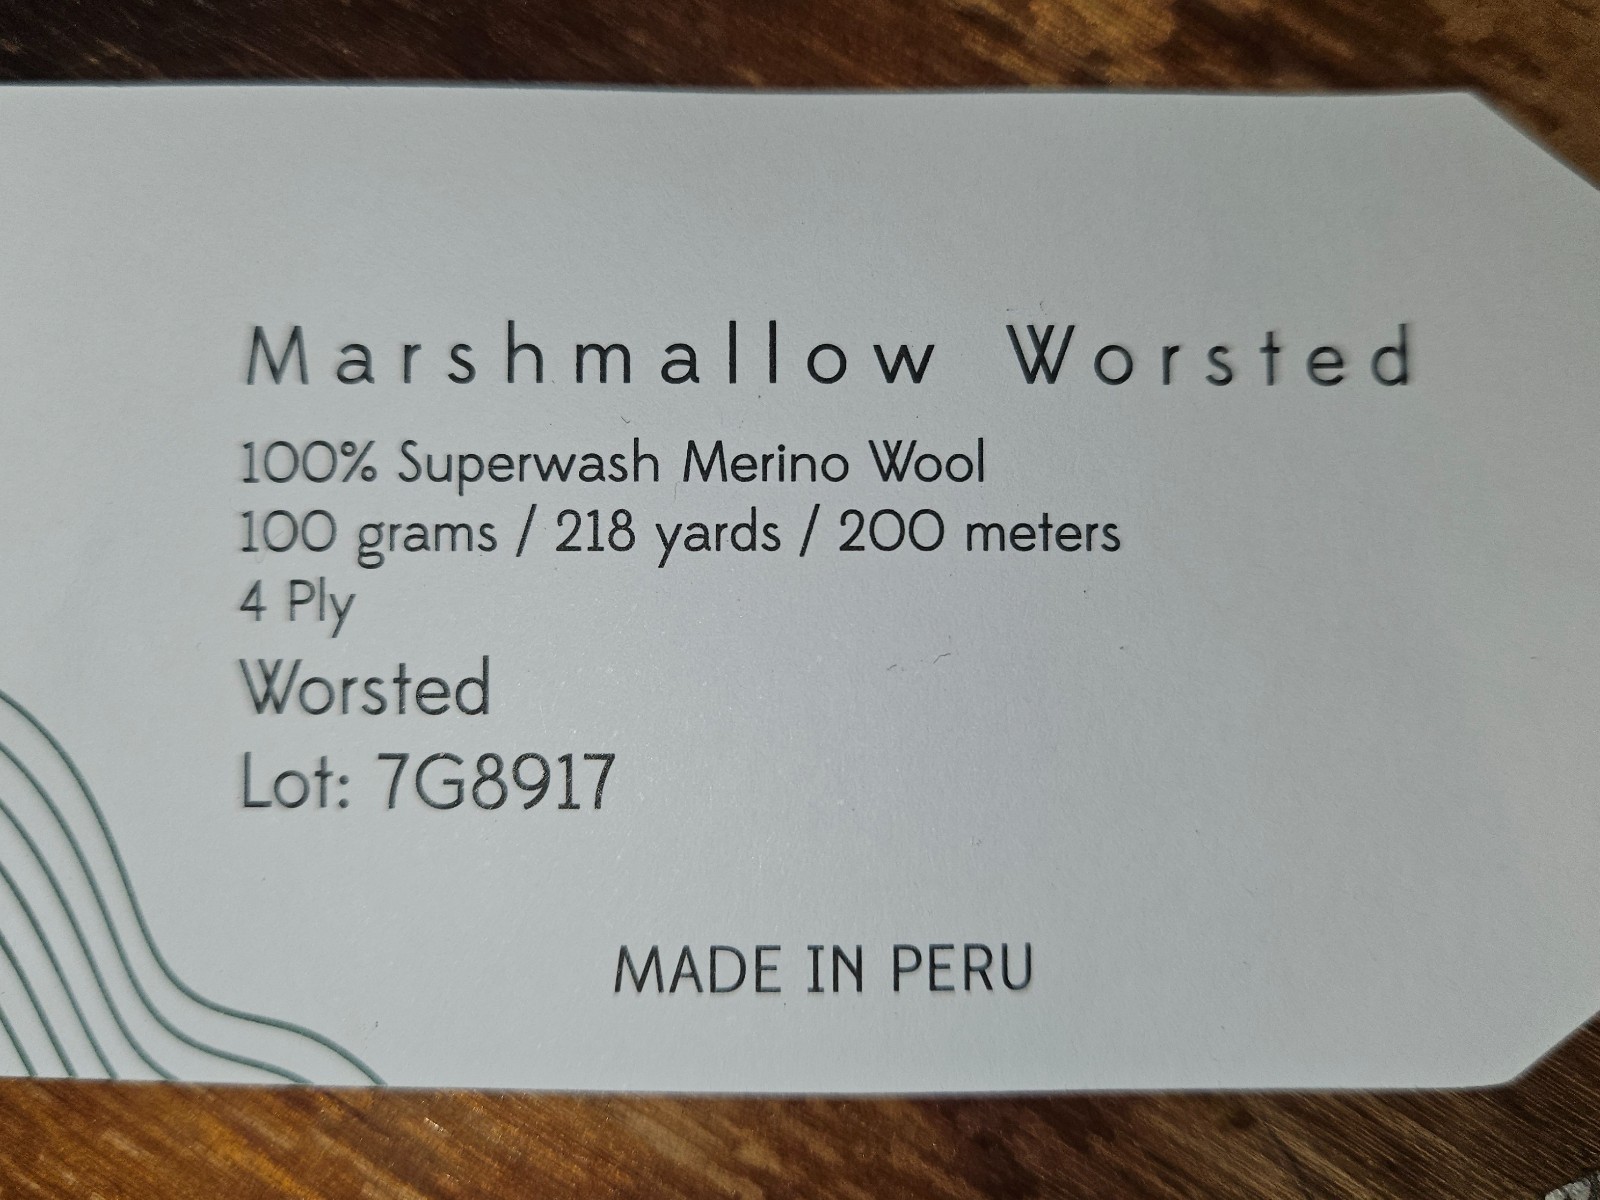 Marshmallow Worsted
100% Superwash Merino Wool
100 grams / 218 yards / 200 meters
4 Ply
Worsted
Lot: 7G8917
MADE IN PERU